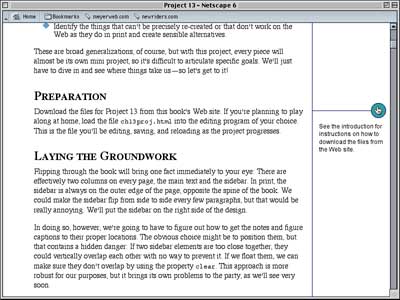 Project 13 - Netscape 6
Home
Bookmarks
meyerweb.com
newriders.com
Identify the things that can't be precisely re-created or that don't work on the
Web as they do in print and create sensible alternatives.
These are broad generalizations, of course, but with this project, every piece will
almost be its own mini project, so it's difficult to articulate specific goals. We'll just
have to dive in and see where things take us—so let's get to it!
PREPARATION
Download the files for Project 13 from this book's Web site. If you're planning to play
along at home, load the file ch13proj.html into the editing program of your choice.
This is the file you'll be editing, saving, and reloading as the project progresses.
See the introduction for
instructions on how to
download the files from
the Web site.
LAYING THE GROUNDWORK
Flipping through the book will bring one fact immediately to your eye: There are
effectively two columns on every page, the main text and the sidebar. In print, the
sidebar is always on the outer edge of the page, opposite the spine of the book. We
could make the sidebar flip from side to side every few paragraphs, but that would be
really annoying. We'll put the sidebar on the right side of the design.
In doing so, however, we're going to have to figure out how to get the notes and figure
captions to their proper locations. The obvious choice might be to position them, but
that contains a hidden danger: If two sidebar elements are too close together, they
could vertically overlap each other with no way to prevent it. If we float them, we can
make sure they don't overlap by using the property clear. This approach is more
robust for our purposes, but it brings its own problems to the party, as we'll see very
soon.